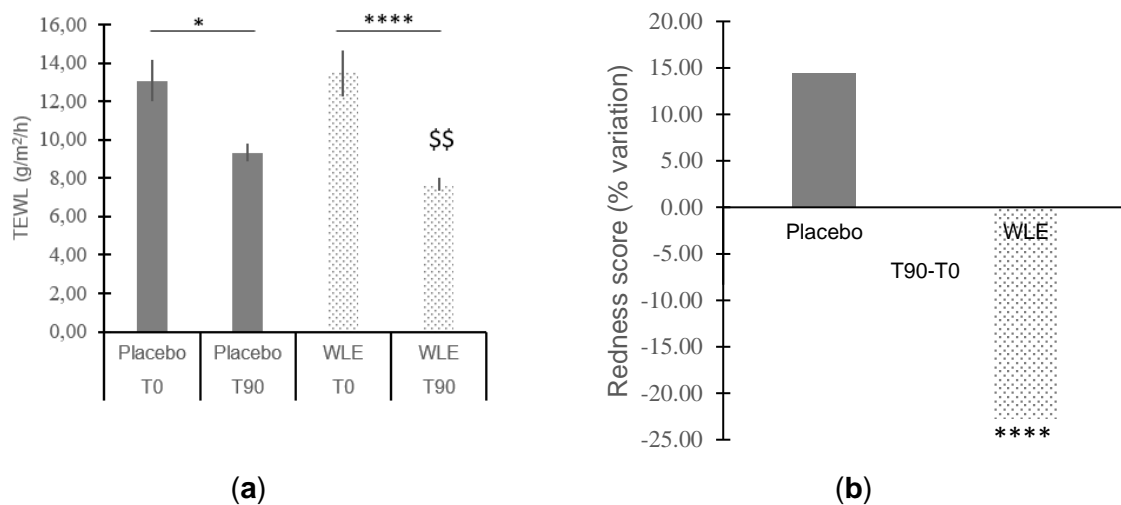 16,00
14,00
12,00
10,00
8,00
6,00
4,00
2,00
0,00
TEWL (g/m²/h)
*
****
$$
Placebo Placebo WLE WLE
T0 T90 T0 T90
(a)
20.00
15.00
10.00
5.00
0.00
-5.00
-10.00
-15.00
-20.00
-25.00
Redness score (% variation)
Placebo WLE
T90-T0
****
(b)